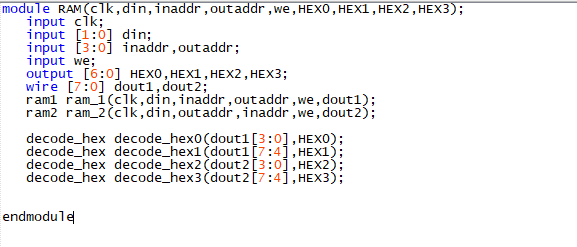 module RAM(clk,din,inaddr,outaddr,we,HEX0,HEX1,HEX2,HEX3);
input clk;
input [1:0] din;
input [3:0] inaddr,outaddr;
input we;
output [6:0] HEX0,HEX1,HEX2,HEX3;
wire [7:0] dout1,dout2;
ram1 ram_1(clk,din,inaddr,outaddr,we,dout1);
ram2 ram_2(clk,din,outaddr,inaddr,we,dout2);
decode_hex decode_hex0(dout1[3:0],HEX0);
decode_hex decode_hex1(dout1[7:4],HEX1);
decode_hex decode_hex2(dout2[3:0],HEX2);
decode_hex decode_hex3(dout2[7:4],HEX3);
endmodule